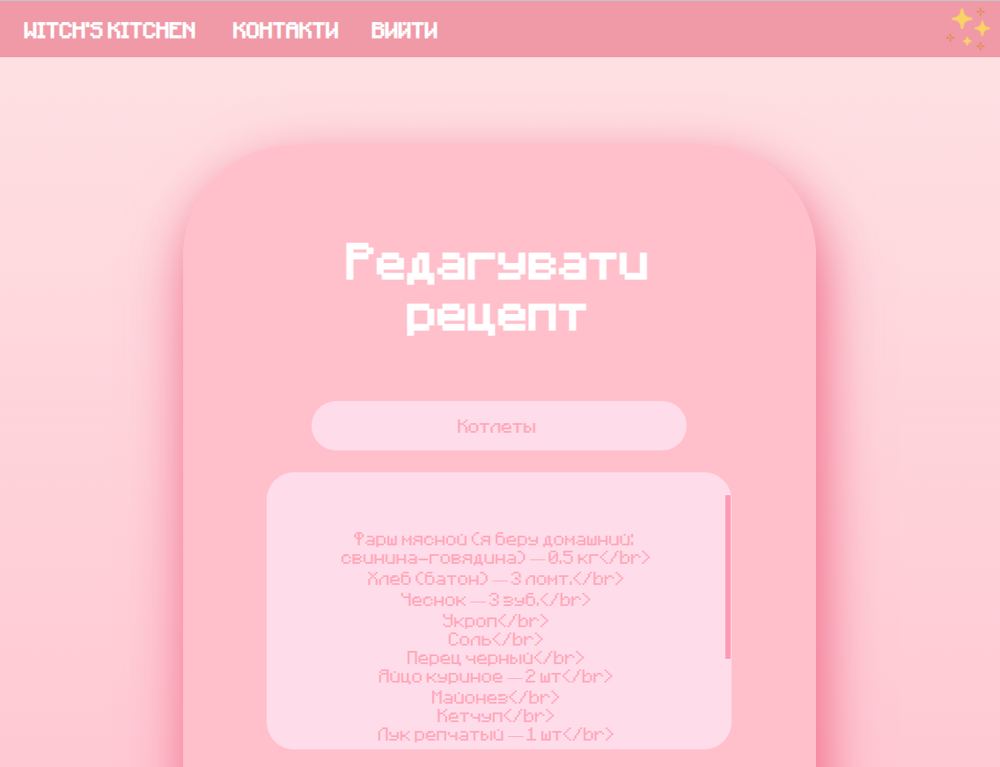 WITCH'S KITCHEN КОНТАКТИ ВИЙТИ
Редагувати
рецепт
Котлеты
Фарш мясной (я беру домашний:
свинина-говядина) — 0.5 кг</br>
Хлеб (батон) — 3 ломт.</br>
Чеснок — 3 зуб.</br>
Укроп</br>
Соль</br>
Перец черный</br>
Яйцо куриное — 2 шт</br>
Майонез</br>
Кетчуп</br>
Лук репчатый — 1 шт</br>